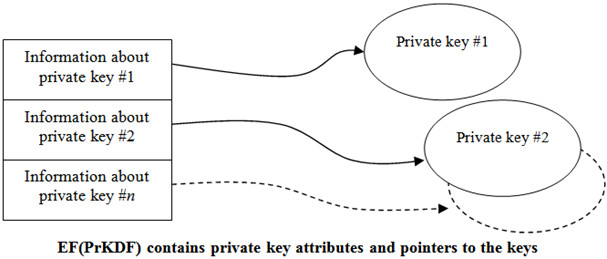 Information about
private key #1
Information about
private key #2
Information about
private key #n
Private key #1
Private key #2
EF(PrKDF) contains private key attributes and pointers to the keys